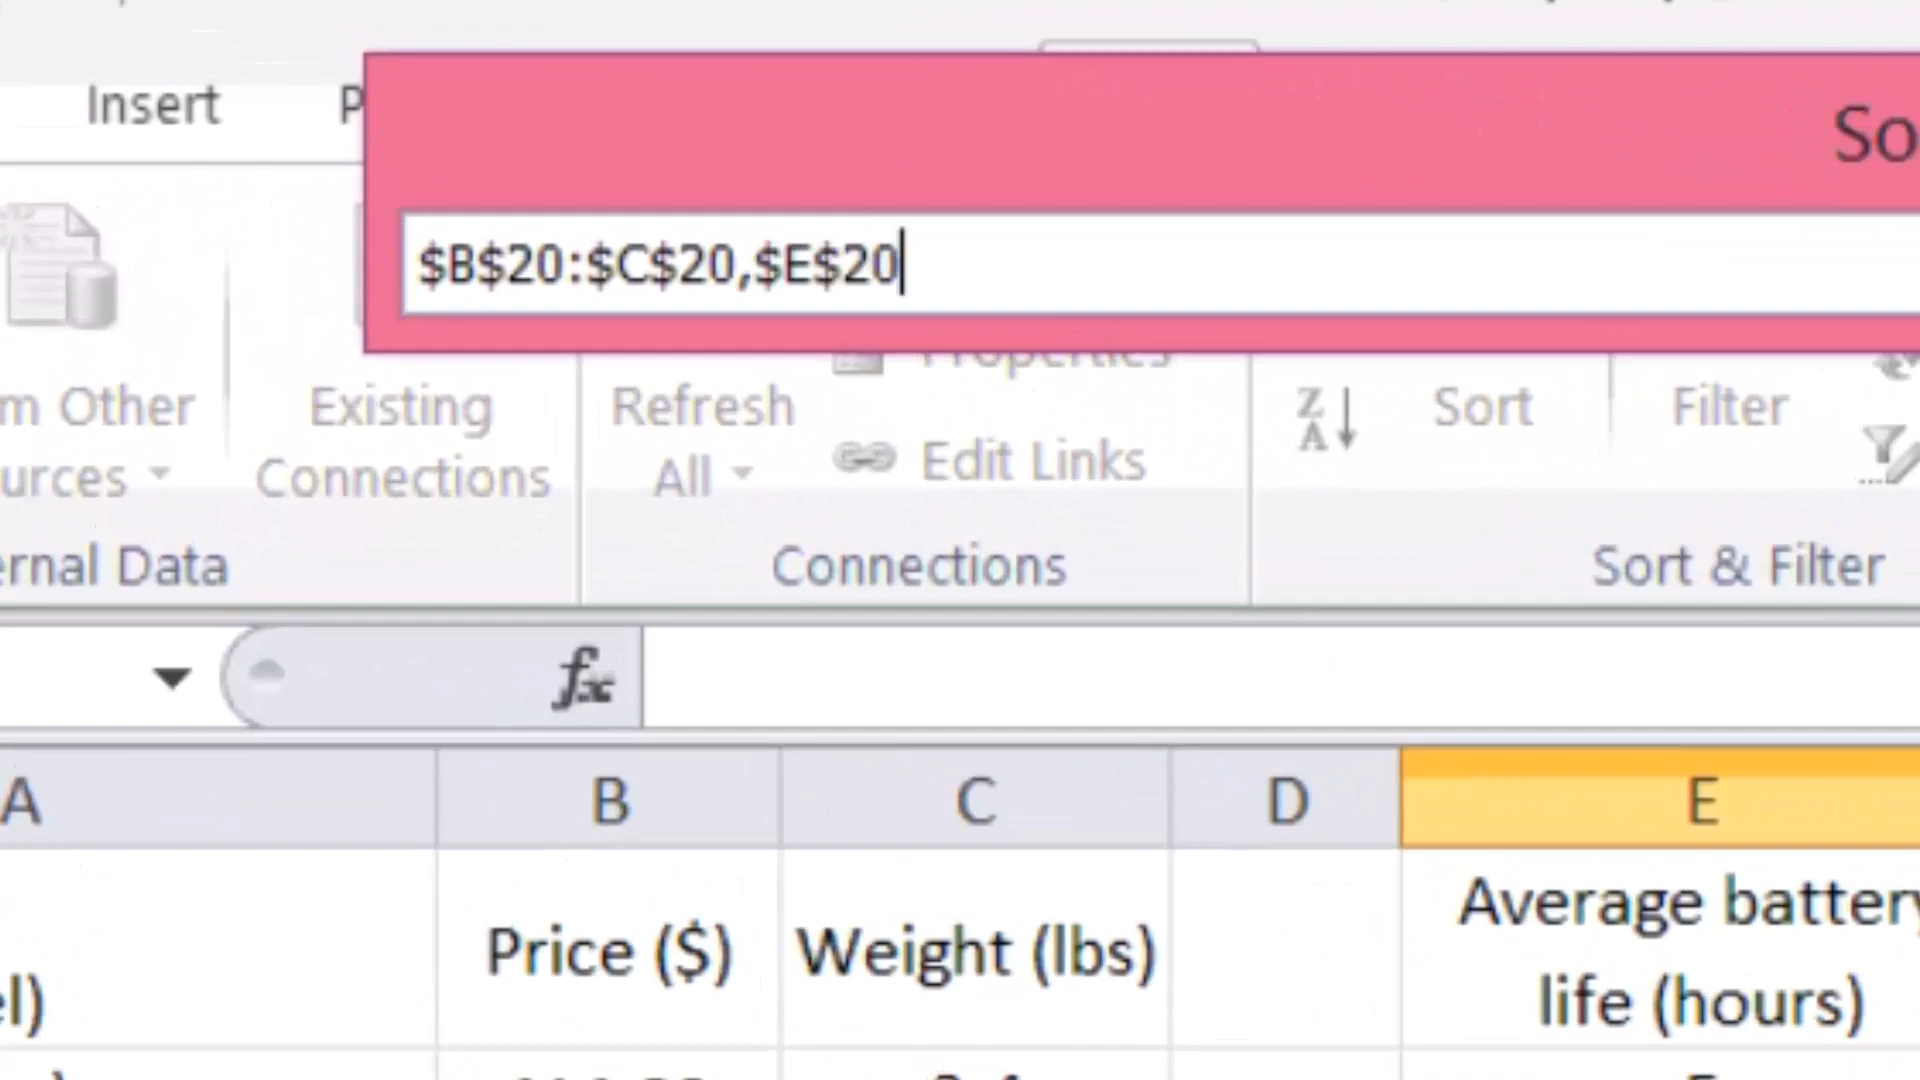 Insert P
So
$B$20:$C$20,$E$20
Properties
m Other Existing Refresh Sort Filter
urces Connections All Edit Links
ernal Data Connections Sort & Filter
fx
A B C D E
el) Price ($) Weight (lbs) Average battery
life (hours)